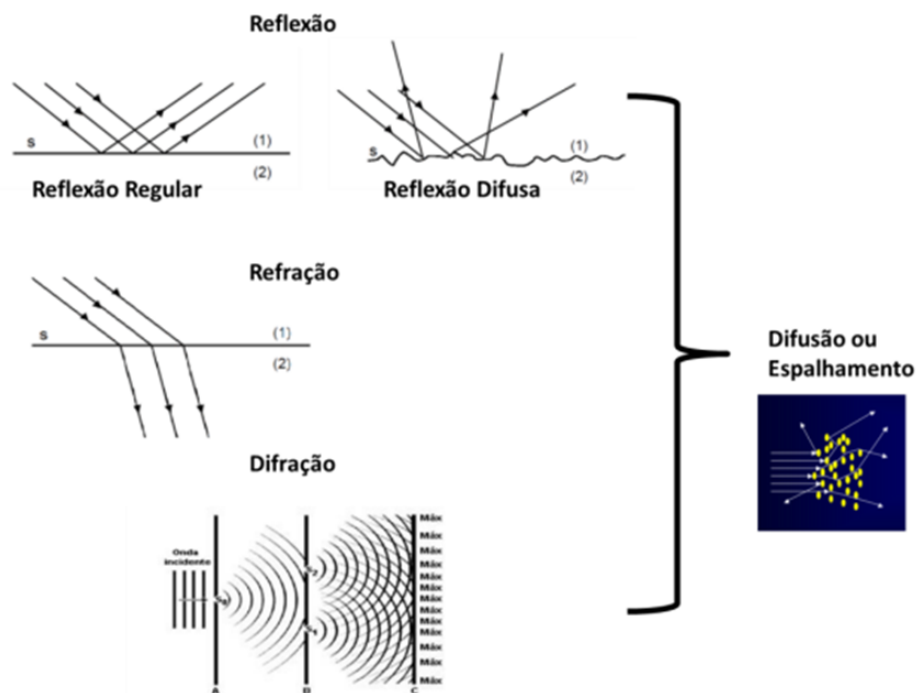 Reflexão
S
(1)
(2)
Reflexão Regular
S
(1)
(2)
Reflexão Difusa
Refração
S
(1)
(2)
Difração
Onda
incidente
Máx
Máx
Máx
Máx
Máx
Máx
Máx
Máx
Máx
Máx
Máx
Máx
Máx
A
B
C
Difusão ou
Espalhamento